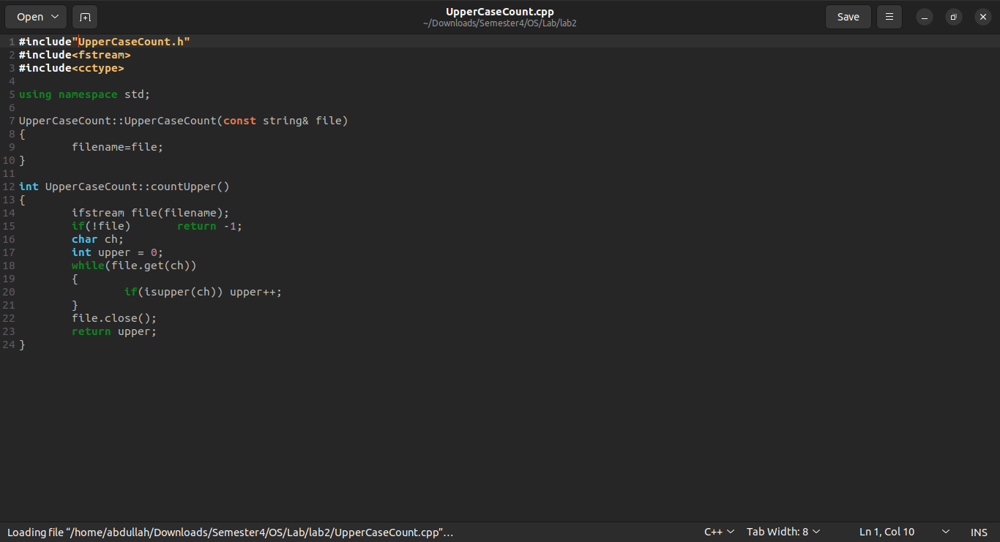 Open
UpperCaseCount.cpp
~/Downloads/Semester4/OS/Lab/lab2
Save
1 #include"UpperCaseCount.h"
2 #include<fstream>
3 #include<cctype>
4
5 using namespace std;
6
7 UpperCaseCount::UpperCaseCount(const string& file)
8 {
9         filename=file;
10 }
11
12 int UpperCaseCount::countUpper()
13 {
14         ifstream file(filename);
15         if(!file)       return -1;
16         char ch;
17         int upper = 0;
18         while(file.get(ch))
19         {
20                 if(isupper(ch)) upper++;
21         }
22         file.close();
23         return upper;
24 }
Loading file “/home/abdullah/Downloads/Semester4/OS/Lab/lab2/UpperCaseCount.cpp”… C++ Tab Width: 8 Ln 1, Col 10 INS